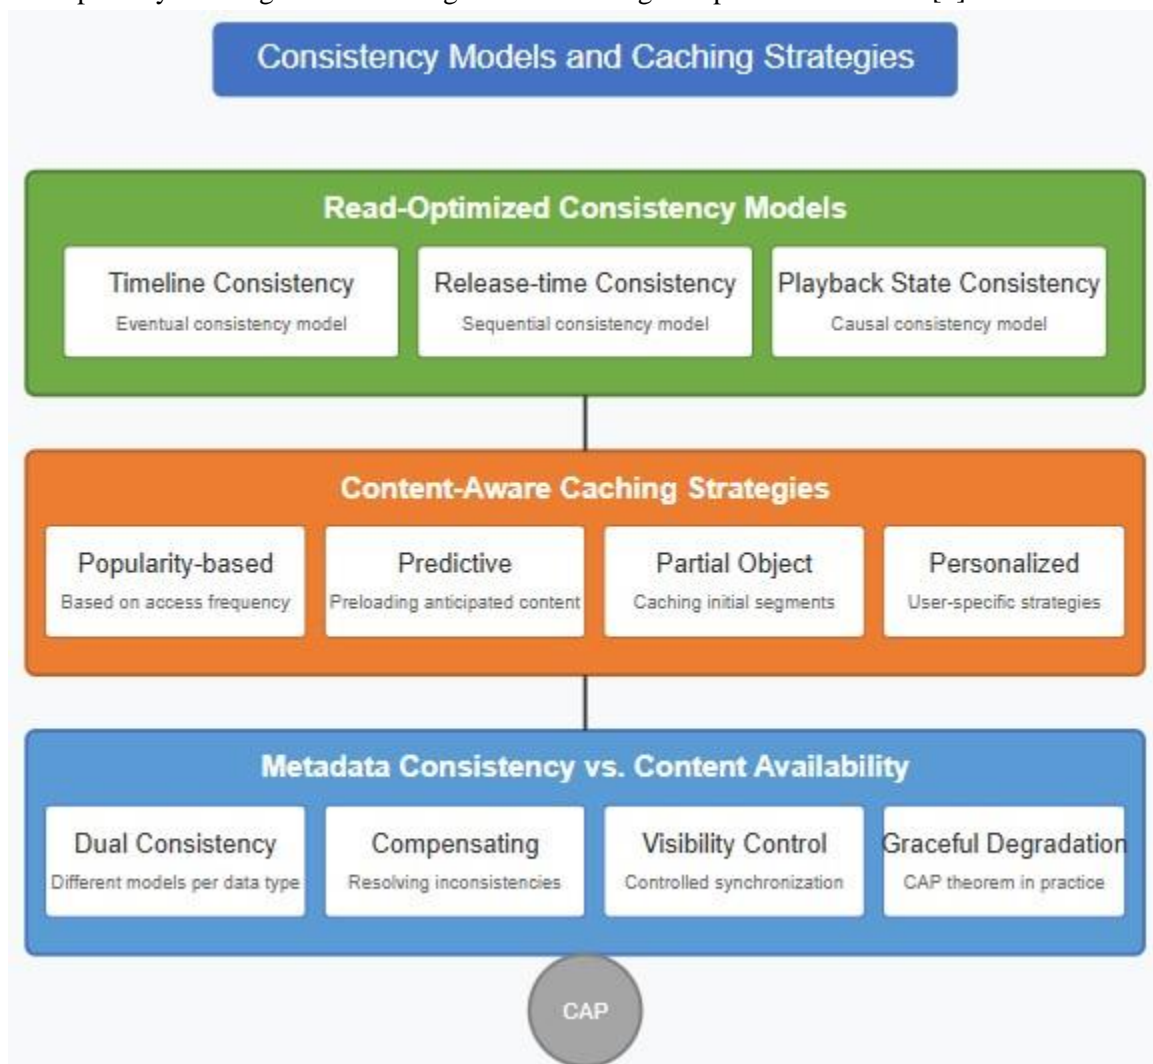 Consistency Models and Caching Strategies
Read-Optimized Consistency Models
Timeline Consistency
Eventual consistency model
Release-time Consistency
Sequential consistency model
Playback State Consistency
Causal consistency model
Content-Aware Caching Strategies
Popularity-based
Based on access frequency
Predictive
Preloading anticipated content
Partial Object
Caching initial segments
Personalized
User-specific strategies
Metadata Consistency vs. Content Availability
Dual Consistency
Different models per data type
Compensating
Resolving inconsistencies
Visibility Control
Controlled synchronization
Graceful Degradation
CAP theorem in practice
CAP